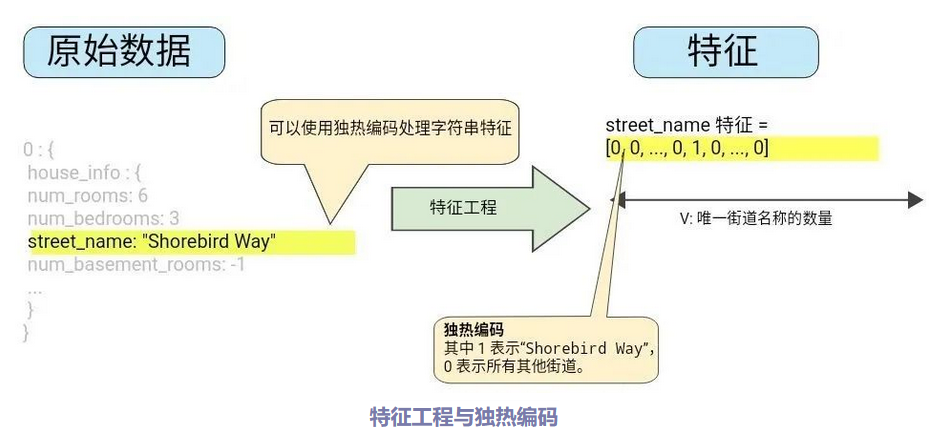 原始数据
特征
可以使用独热编码处理字符串特征
street_name 特征 =
[0, 0, ..., 0, 1, 0, ..., 0]
0 : {
house_info : {
num_rooms: 6
num_bedrooms: 3
street_name: "Shorebird Way"
num_basement_rooms: -1
...
}
}
特征工程
V: 唯一街道名称的数量
独热编码
其中 1 表示“Shorebird Way”，
0 表示所有其他街道。
特征工程与独热编码